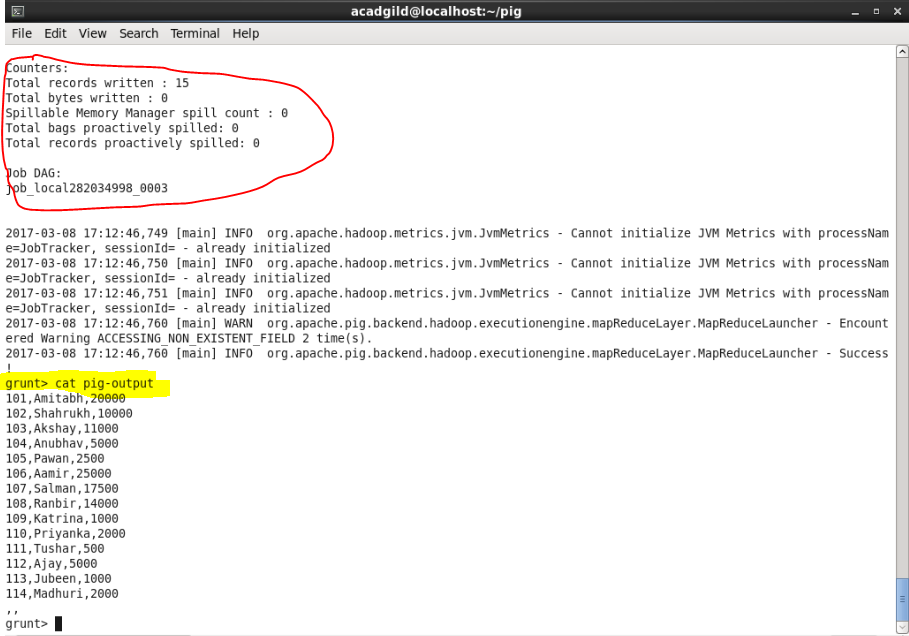 acadgild@localhost:~/pig
File Edit View Search Terminal Help
Counters:
Total records written : 15
Total bytes written : 0
Spillable Memory Manager spill count : 0
Total bags proactively spilled: 0
Total records proactively spilled: 0
Job DAG:
job_local282034998_0003
2017-03-08 17:12:46,749 [main] INFO  org.apache.hadoop.metrics.jvm.JvmMetrics - Cannot initialize JVM Metrics with processNam
e=JobTracker, sessionId= - already initialized
2017-03-08 17:12:46,750 [main] INFO  org.apache.hadoop.metrics.jvm.JvmMetrics - Cannot initialize JVM Metrics with processNam
e=JobTracker, sessionId= - already initialized
2017-03-08 17:12:46,751 [main] INFO  org.apache.hadoop.metrics.jvm.JvmMetrics - Cannot initialize JVM Metrics with processNam
e=JobTracker, sessionId= - already initialized
2017-03-08 17:12:46,760 [main] WARN  org.apache.pig.backend.hadoop.executionengine.mapReduceLayer.MapReduceLauncher - Encount
ered Warning ACCESSING_NON_EXISTENT_FIELD 2 time(s).
2017-03-08 17:12:46,760 [main] INFO  org.apache.pig.backend.hadoop.executionengine.mapReduceLayer.MapReduceLauncher - Success
!
grunt> cat pig-output
101,Amitabh,20000
102,Shahrukh,10000
103,Akshay,11000
104,Anubhav,5000
105,Pawan,2500
106,Aamir,25000
107,Salman,17500
108,Ranbir,14000
109,Katrina,1000
110,Priyanka,2000
111,Tushar,500
112,Ajay,5000
113,Jubeen,1000
114,Madhuri,2000
,,
grunt>